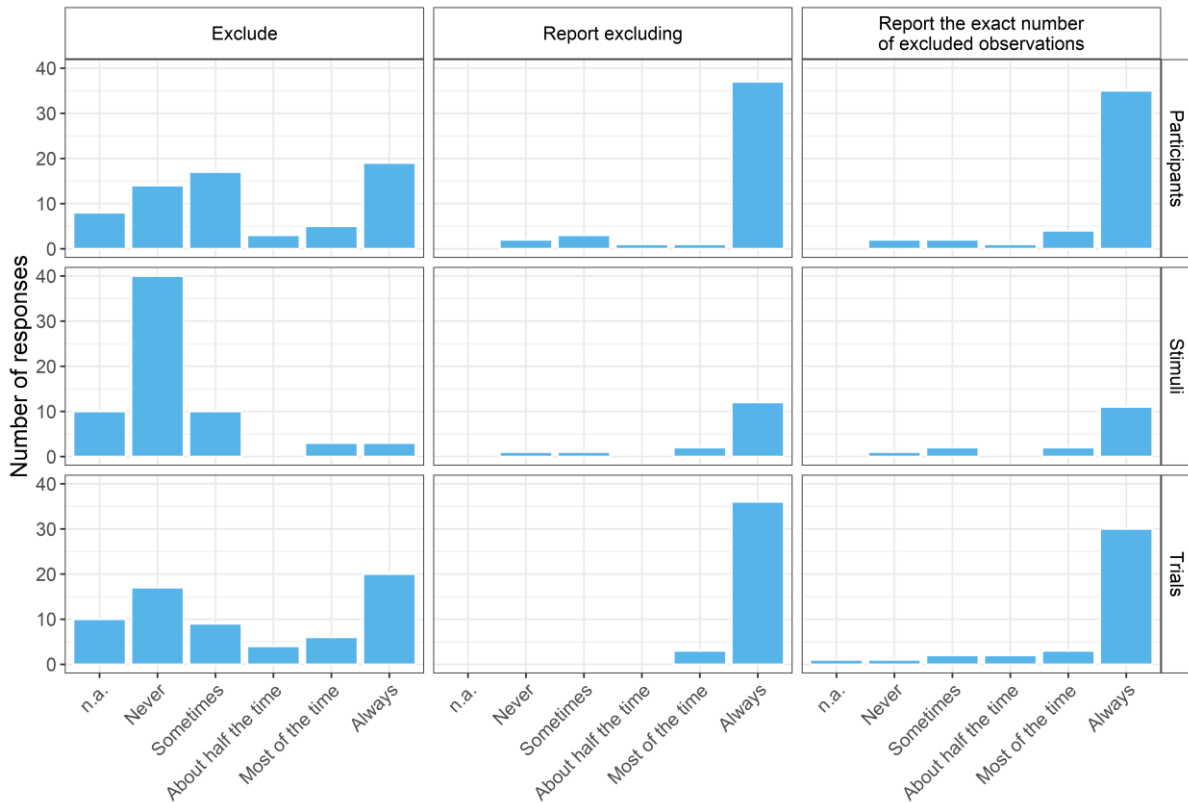 Exclude
Report excluding
Report the exact number
of excluded observations
Number of responses
40
30
20
10
0
Participants
40
30
20
10
0
Stimuli
40
30
20
10
0
Trials
n.a.
Never
Sometimes
About half the time
Most of the time
Always
n.a.
Never
Sometimes
About half the time
Most of the time
Always
n.a.
Never
Sometimes
About half the time
Most of the time
Always